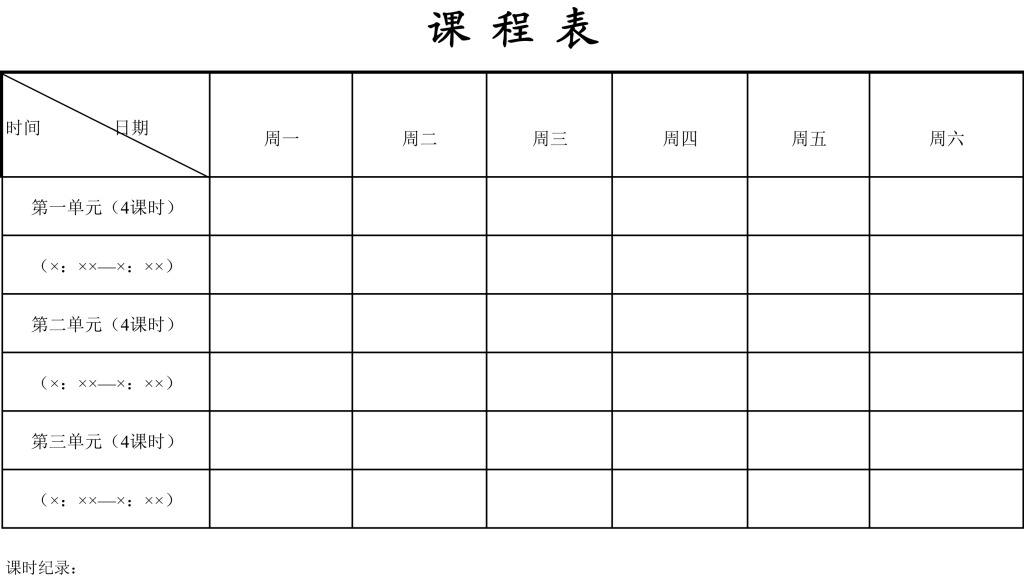 课 程 表
时间 日期 周一 周二 周三 周四 周五 周六
第一单元（4课时）
（×：××—×：××）
第二单元（4课时）
（×：××—×：××）
第三单元（4课时）
（×：××—×：××）
课时纪录：